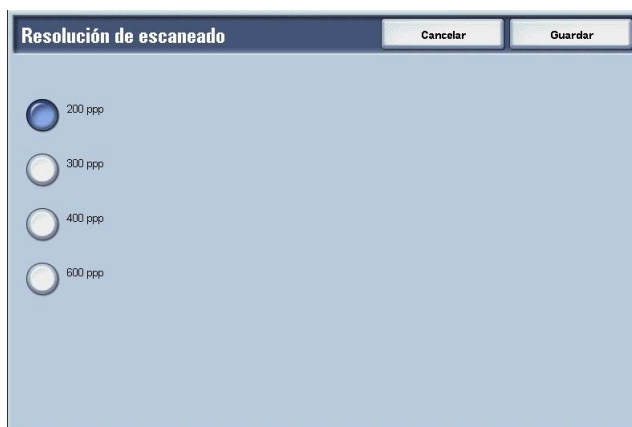 Resolución de escaneado Cancelar Guardar
200 ppp
300 ppp
400 ppp
600 ppp